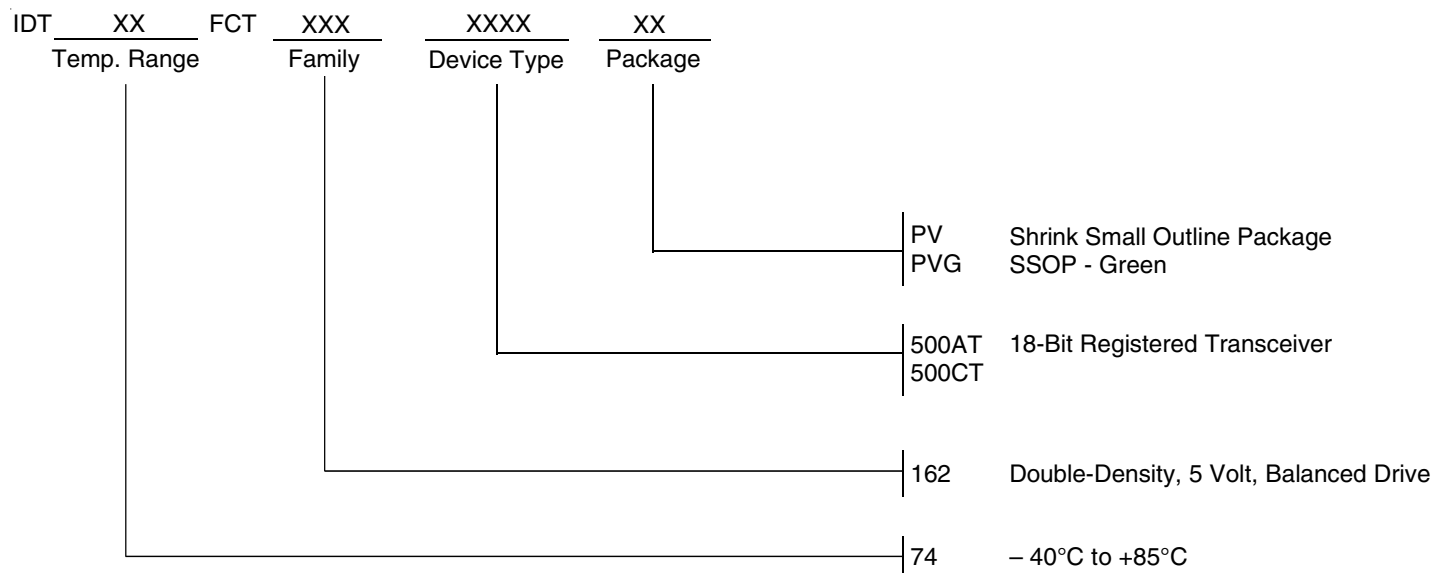 IDT XX FCT XXX XXXX XX
Temp. Range Family Device Type Package
PV Shrink Small Outline Package
PVG SSOP - Green
500AT 18-Bit Registered Transceiver
500CT
162 Double-Density, 5 Volt, Balanced Drive
74 – 40°C to +85°C